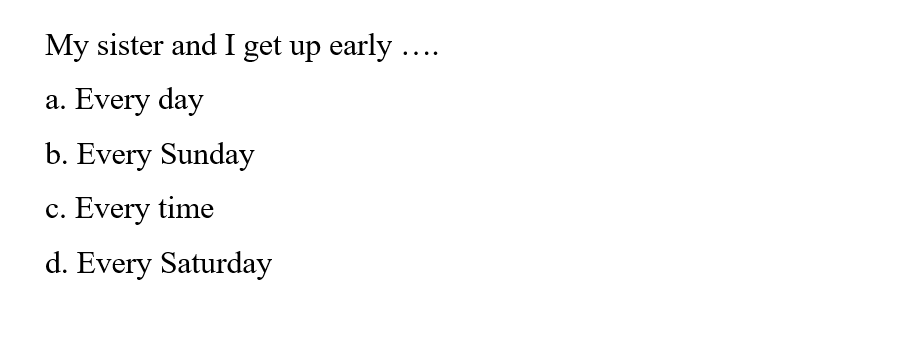 My sister and I get up early ….
a. Every day
b. Every Sunday
c. Every time
d. Every Saturday